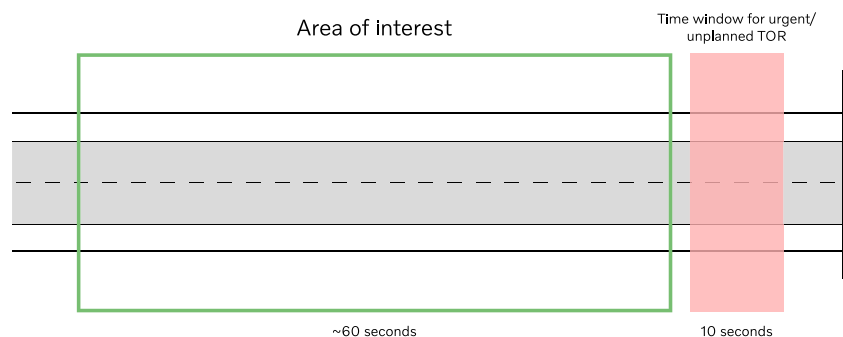 Area of interest
Time window for urgent/
unplanned TOR
~60 seconds
10 seconds